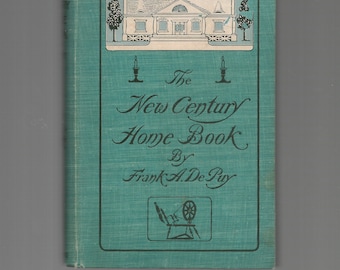 The
New Century
Home Book
By
Frank A. De Puy